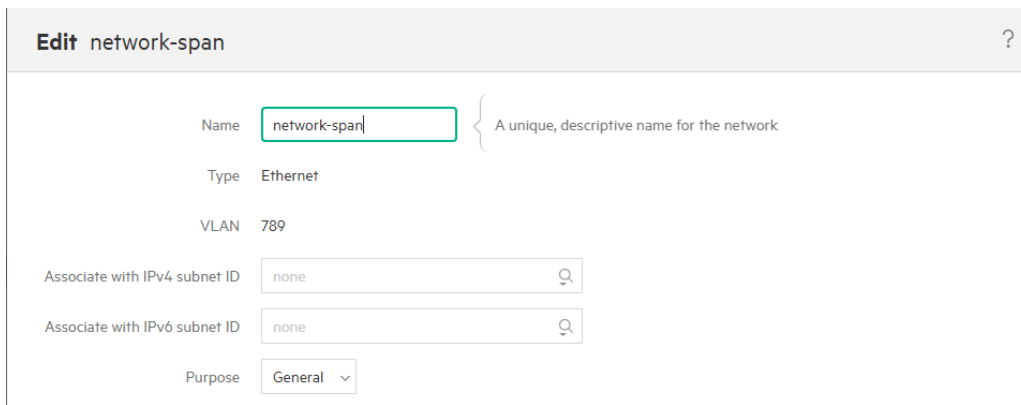 Edit network-span ?
Name network-span A unique, descriptive name for the network
Type Ethernet
VLAN 789
Associate with IPv4 subnet ID none
Associate with IPv6 subnet ID none
Purpose General